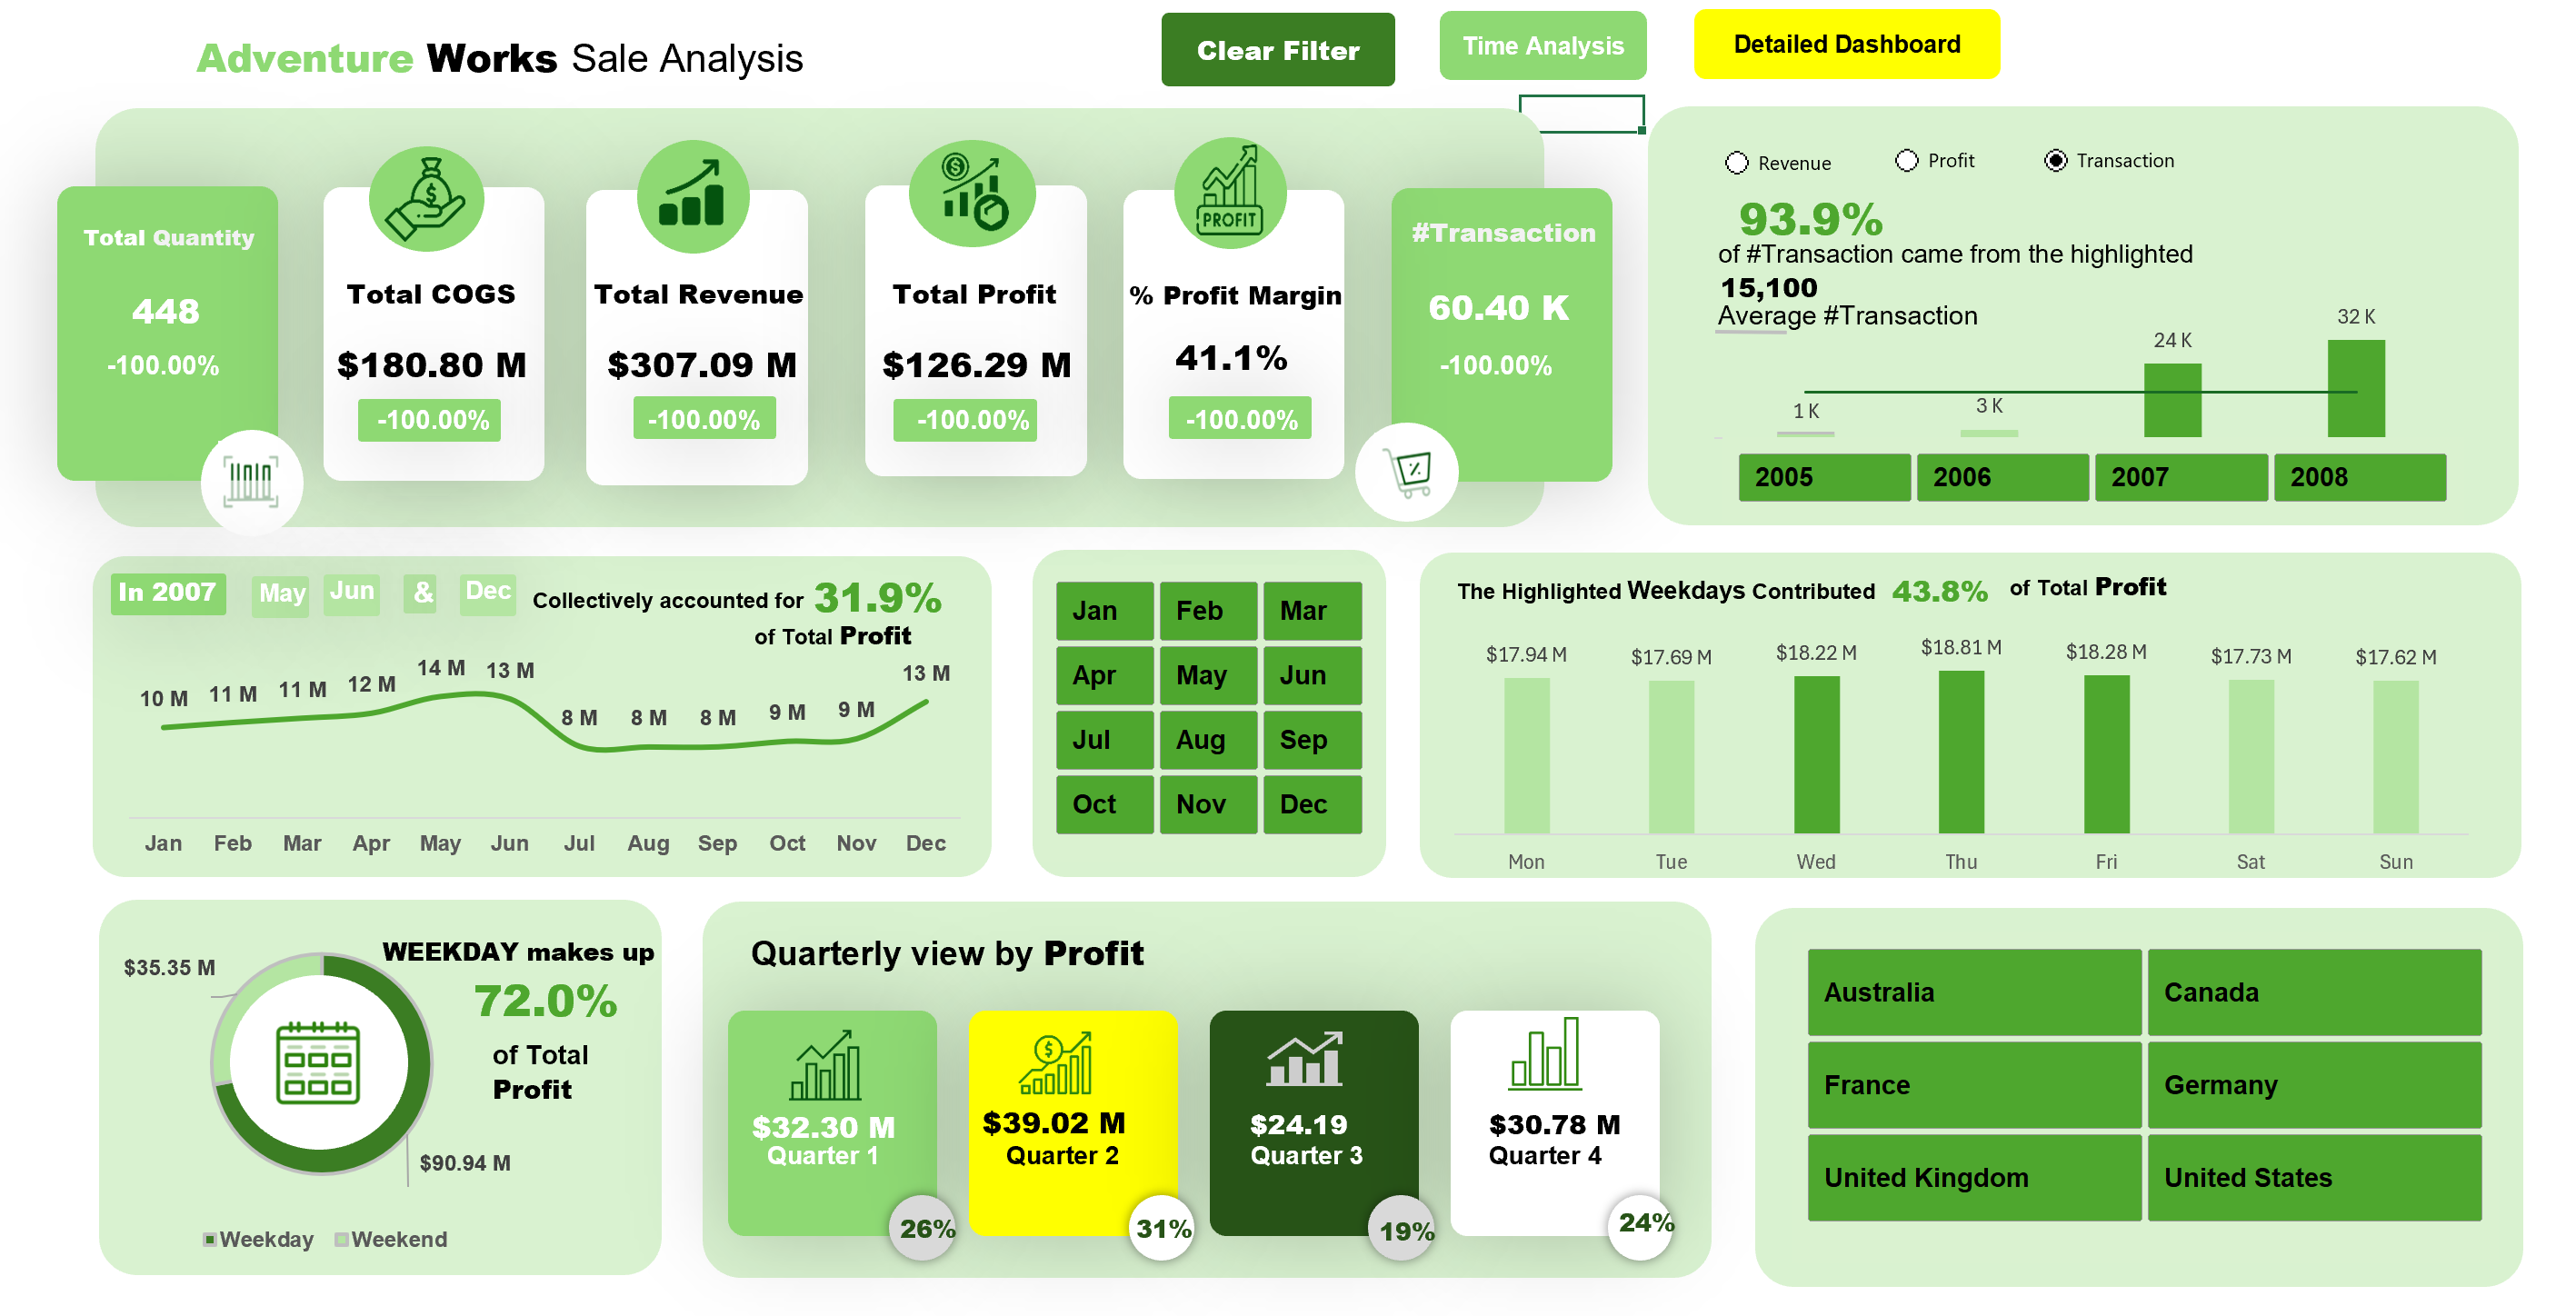 Adventure Works Sale Analysis
Clear Filter
Time Analysis
Detailed Dashboard
Total Quantity
448
-100.00%
Total COGS
$180.80 M
-100.00%
Total Revenue
$307.09 M
-100.00%
Total Profit
$126.29 M
-100.00%
PROFIT
% Profit Margin
41.1%
-100.00%
#Transaction
60.40 K
-100.00%
Revenue Profit Transaction
93.9%
of #Transaction came from the highlighted
15,100
Average #Transaction
1 K 3 K 24 K 32 K
2005 2006 2007 2008
In 2007 May Jun & Dec Collectively accounted for 31.9%
of Total Profit
10 M 11 M 11 M 12 M 14 M 13 M 8 M 8 M 8 M 9 M 9 M 13 M
Jan Feb Mar Apr May Jun Jul Aug Sep Oct Nov Dec
Jan Feb Mar
Apr May Jun
Jul Aug Sep
Oct Nov Dec
The Highlighted Weekdays Contributed 43.8% of Total Profit
$17.94 M $17.69 M $18.22 M $18.81 M $18.28 M $17.73 M $17.62 M
Mon Tue Wed Thu Fri Sat Sun
WEEKDAY makes up
72.0%
of Total
Profit
$35.35 M
$90.94 M
Weekday Weekend
Quarterly view by Profit
$32.30 M
Quarter 1
26%
$39.02 M
Quarter 2
31%
$24.19
Quarter 3
19%
$30.78 M
Quarter 4
24%
Australia Canada
France Germany
United Kingdom United States